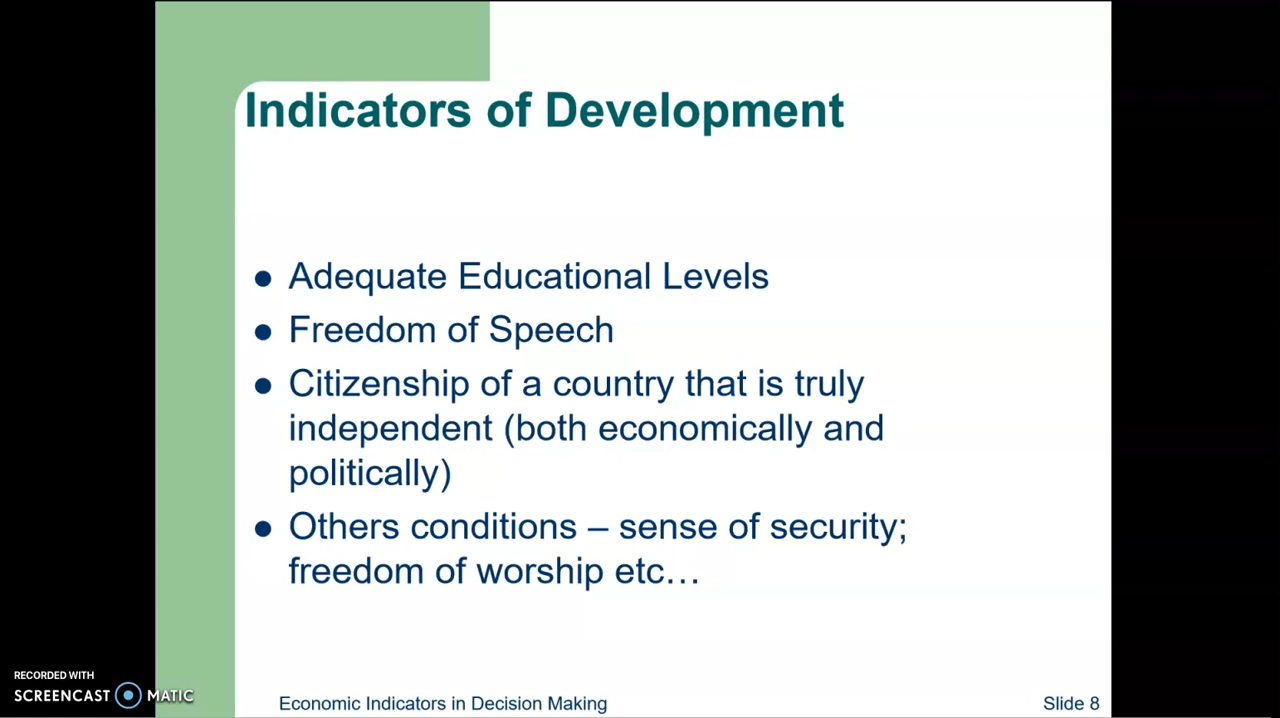 Indicators of Development
● Adequate Educational Levels
● Freedom of Speech
● Citizenship of a country that is truly
independent (both economically and
politically)
● Others conditions – sense of security;
freedom of worship etc…
RECORDED WITH
SCREENCAST MATIC
Economic Indicators in Decision Making
Slide 8